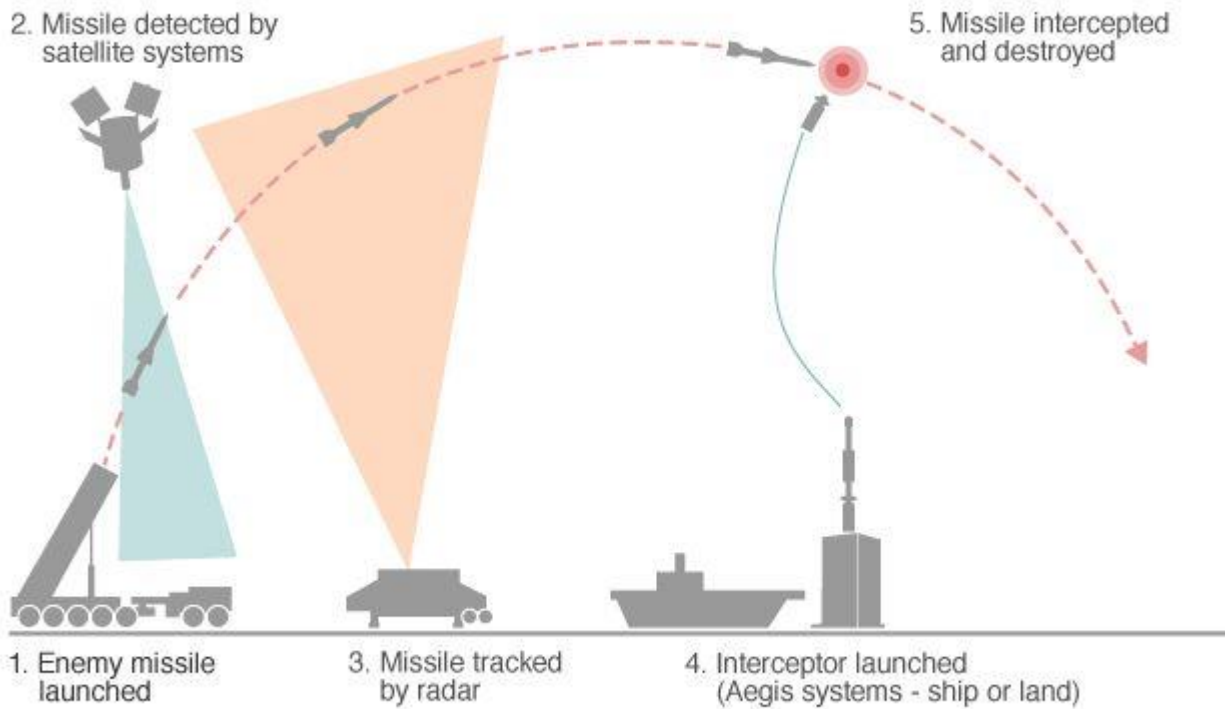 2. Missile detected by
satellite systems
5. Missile intercepted
and destroyed
1. Enemy missile
launched
3. Missile tracked
by radar
4. Interceptor launched
(Aegis systems - ship or land)